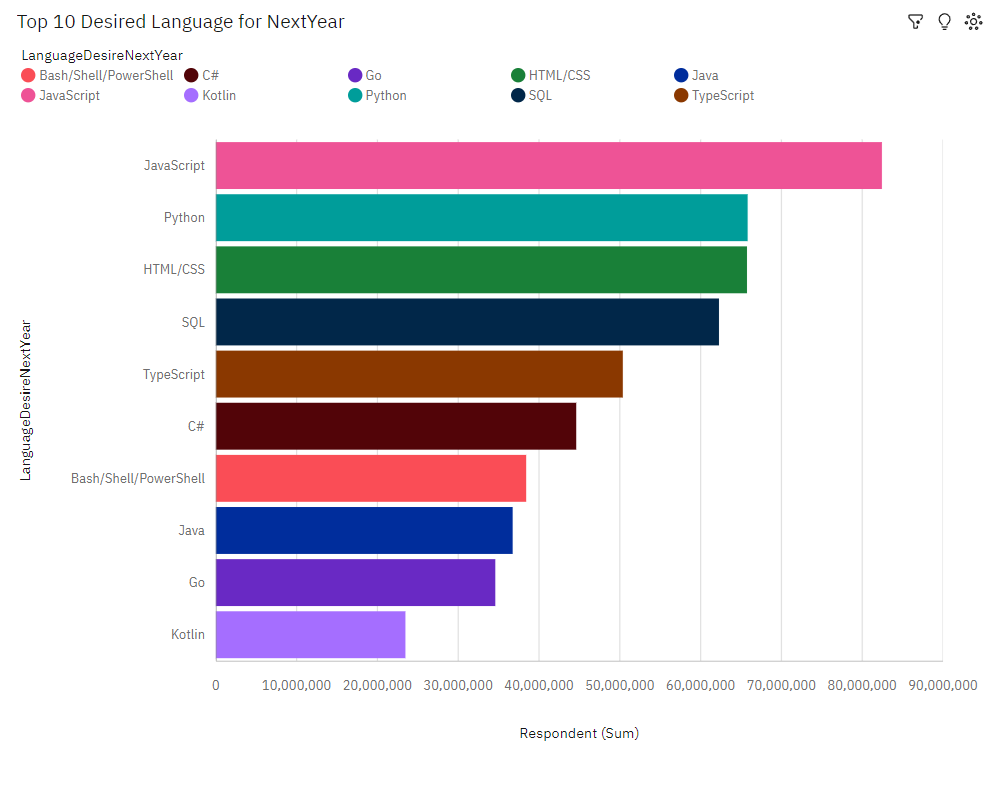 Top 10 Desired Language for NextYear
LanguageDesireNextYear
Bash/Shell/PowerShell C# Go HTML/CSS Java
JavaScript Kotlin Python SQL TypeScript
LanguageDesireNextYear
JavaScript
Python
HTML/CSS
SQL
TypeScript
C#
Bash/Shell/PowerShell
Java
Go
Kotlin
0 10,000,000 20,000,000 30,000,000 40,000,000 50,000,000 60,000,000 70,000,000 80,000,000 90,000,000
Respondent (Sum)